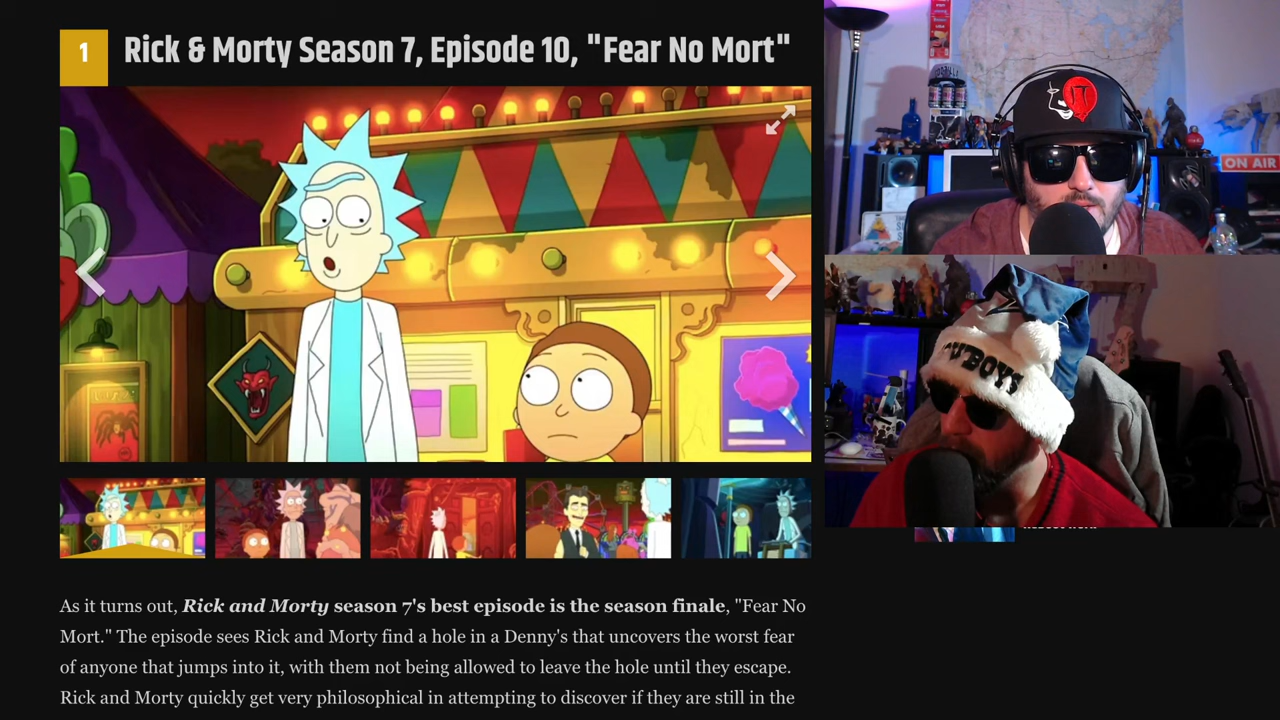 1
Rick & Morty Season 7, Episode 10, "Fear No Mort"
ON AIR
As it turns out, Rick and Morty season 7's best episode is the season finale, "Fear No
Mort." The episode sees Rick and Morty find a hole in a Denny's that uncovers the worst fear
of anyone that jumps into it, with them not being allowed to leave the hole until they escape.
Rick and Morty quickly get very philosophical in attempting to discover if they are still in the